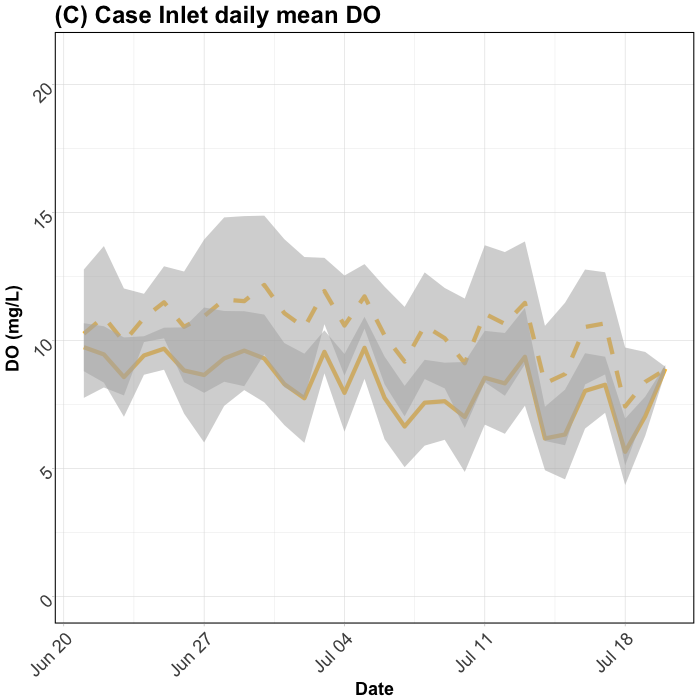 (C) Case Inlet daily mean DO
DO (mg/L)
20
15
10
5
0
Jun 20
Jun 27
Jul 04
Jul 11
Jul 18
Date